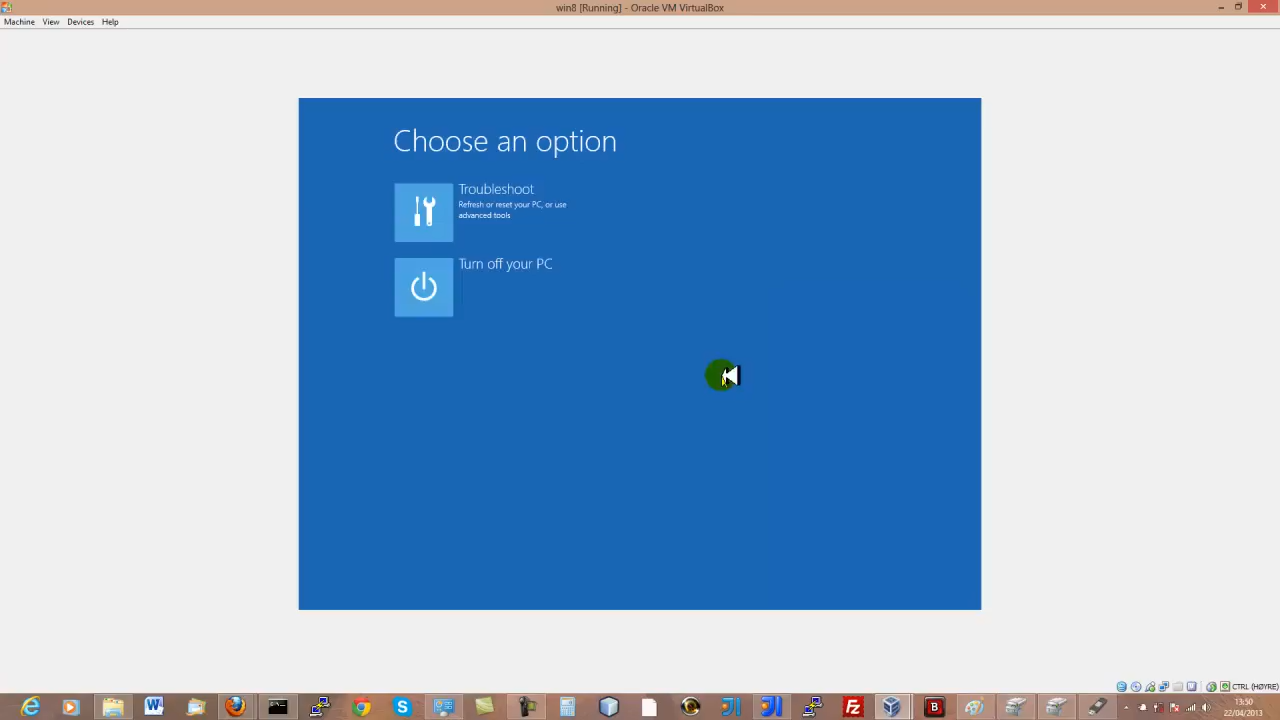 win8 [Running] - Oracle VM VirtualBox
Machine View Devices Help
Choose an option
Troubleshoot
Refresh or reset your PC, or use
advanced tools
Turn off your PC
CTRL (HØYRE)
13:50
22/04/2013